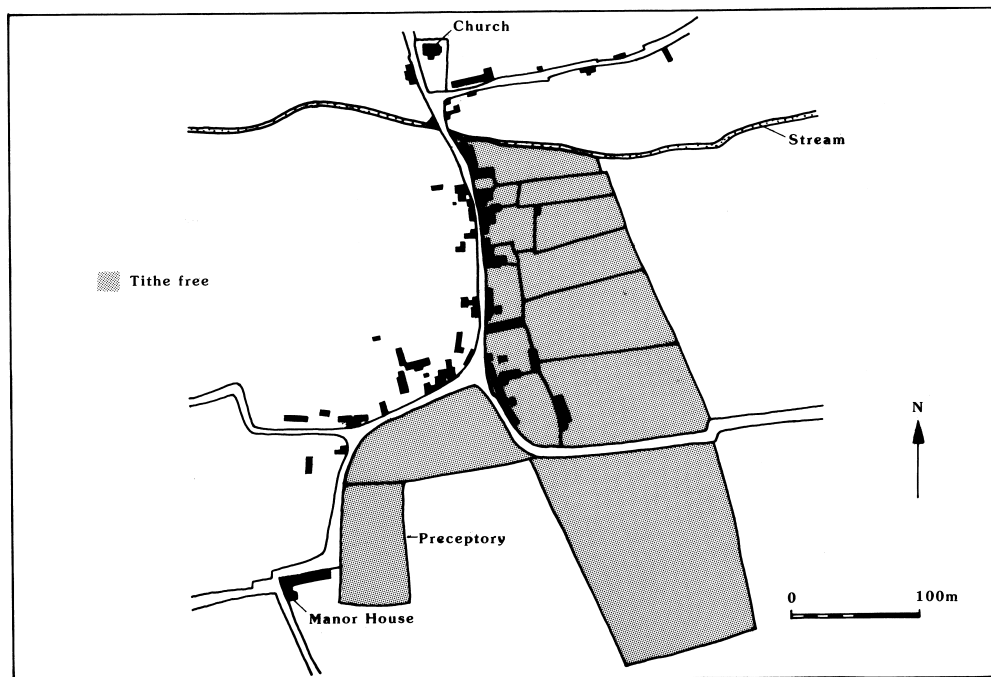 Church
Stream
Tithe free
N
Preceptory
0 100m
Manor House